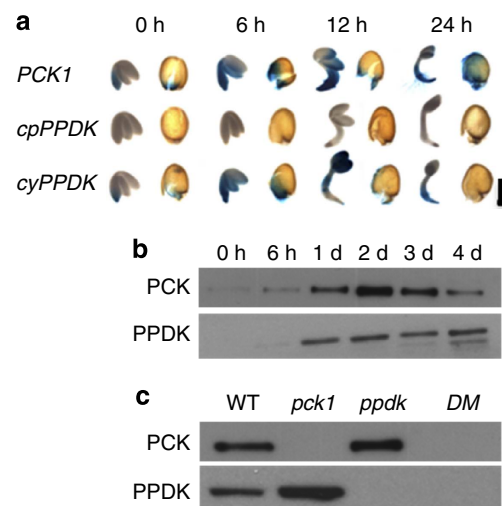 a
0 h 6 h 12 h 24 h
PCK1
cpPPDK
cyPPDK
b
0 h 6 h 1 d 2 d 3 d 4 d
PCK
PPDK
c
WT pck1 ppdk DM
PCK
PPDK